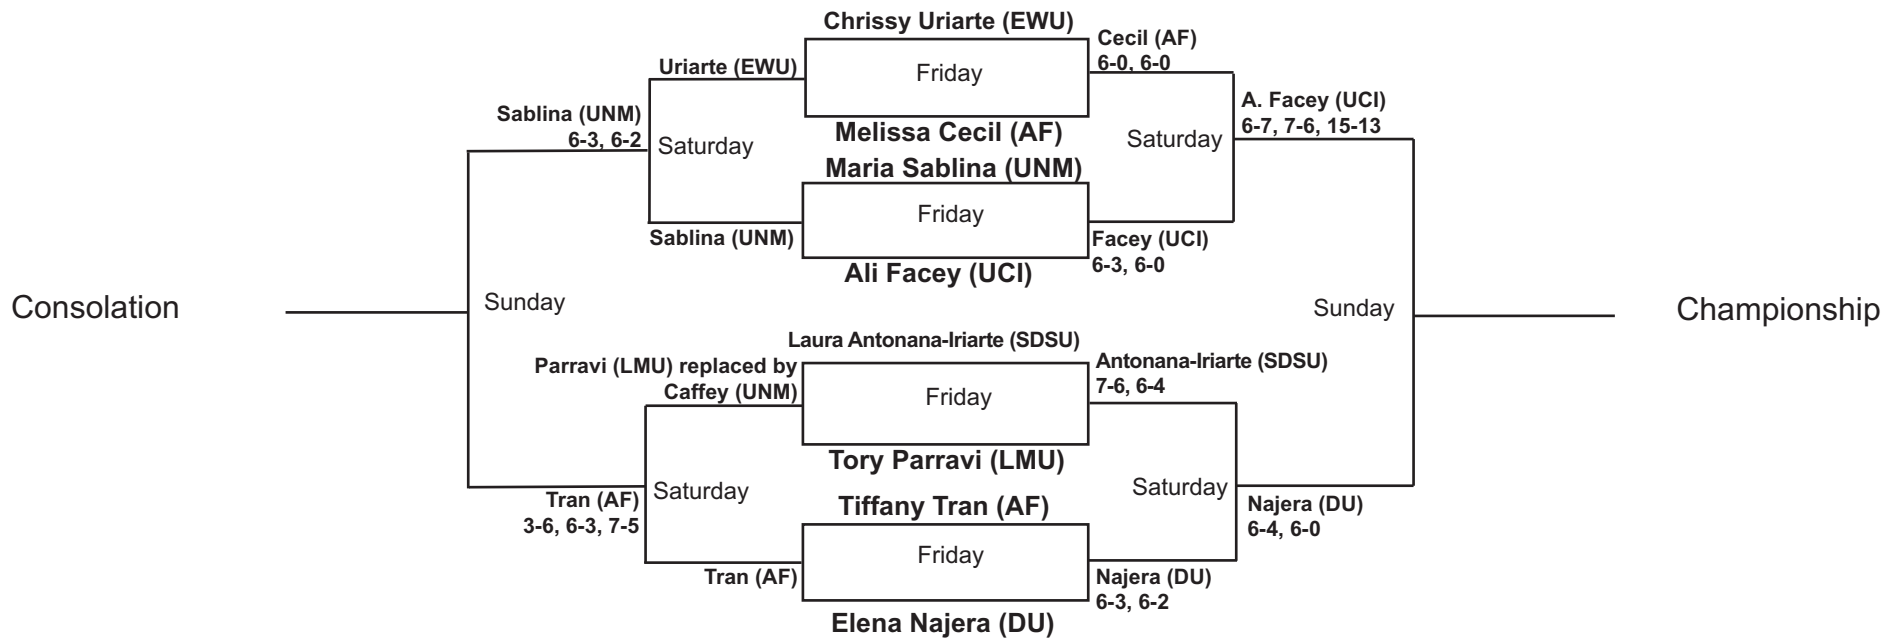 Chrissy Uriarte (EWU)
Cecil (AF)
6-0, 6-0
Uriarte (EWU)
Friday
Sablina (UNM)
6-3, 6-2
A. Facey (UCI)
6-7, 7-6, 15-13
Melissa Cecil (AF)
Saturday
Saturday
Maria Sablina (UNM)
Friday
Sablina (UNM)
Facey (UCI)
6-3, 6-0
Ali Facey (UCI)
Consolation
Sunday
Sunday
Championship
Laura Antonana-Iriarte (SDSU)
Parravi (LMU) replaced by
Caffey (UNM)
Antonana-Iriarte (SDSU)
7-6, 6-4
Friday
Tory Parravi (LMU)
Saturday
Saturday
Tran (AF)
3-6, 6-3, 7-5
Tiffany Tran (AF)
Najera (DU)
6-4, 6-0
Friday
Tran (AF)
Najera (DU)
6-3, 6-2
Elena Najera (DU)